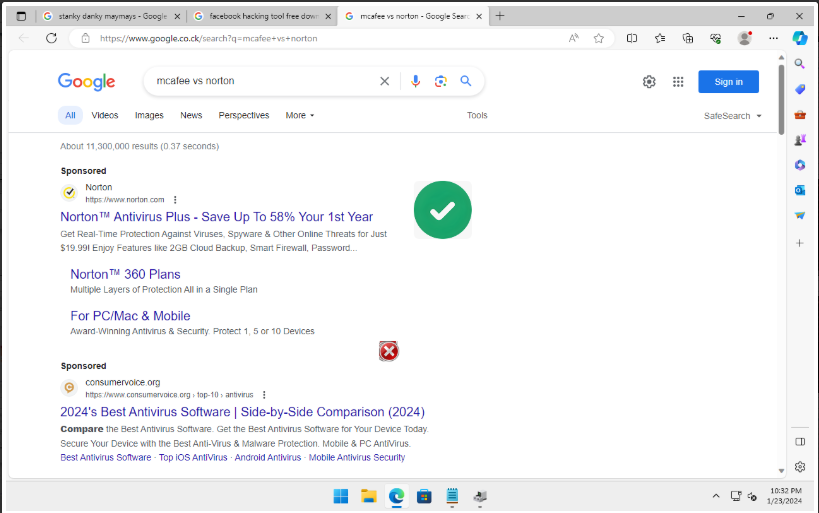 stanky danky maymays - Google
facebook hacking tool free down
mcafee vs norton - Google Searc
https://www.google.co.ck/search?q=mcafee+vs+norton
Google
mcafee vs norton
Sign in
All
Videos
Images
News
Perspectives
More
Tools
SafeSearch
About 11,300,000 results (0.37 seconds)
Sponsored
Norton
https://www.norton.com
Norton™ Antivirus Plus - Save Up To 58% Your 1st Year
Get Real-Time Protection Against Viruses, Spyware & Other Online Threats for Just
$19.99! Enjoy Features like 2GB Cloud Backup, Smart Firewall, Password...
Norton™ 360 Plans
Multiple Layers of Protection All in a Single Plan
For PC/Mac & Mobile
Award-Winning Antivirus & Security. Protect 1, 5 or 10 Devices
Sponsored
consumervoice.org
https://www.consumervoice.org › top-10 › antivirus
2024's Best Antivirus Software | Side-by-Side Comparison (2024)
Compare the Best Antivirus Software. Get the Best Antivirus Software for Your Device Today.
Secure Your Device with the Best Anti-Virus & Malware Protection. Mobile & PC AntiVirus.
Best Antivirus Software · Top iOS AntiVirus · Android Antivirus · Mobile Antivirus Security
10:32 PM
1/23/2024